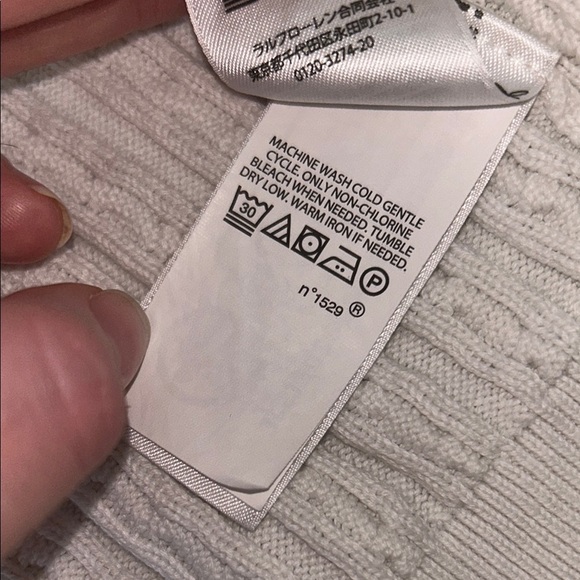 ラルフローレン合同会社
東京都千代田区永田町2-10-1
0120-3274-20
MACHINE WASH COLD GENTLE
CYCLE. ONLY NON-CHLORINE
BLEACH WHEN NEEDED. TUMBLE
DRY LOW. WARM IRON IF NEEDED.
30 P
n°1529 ®